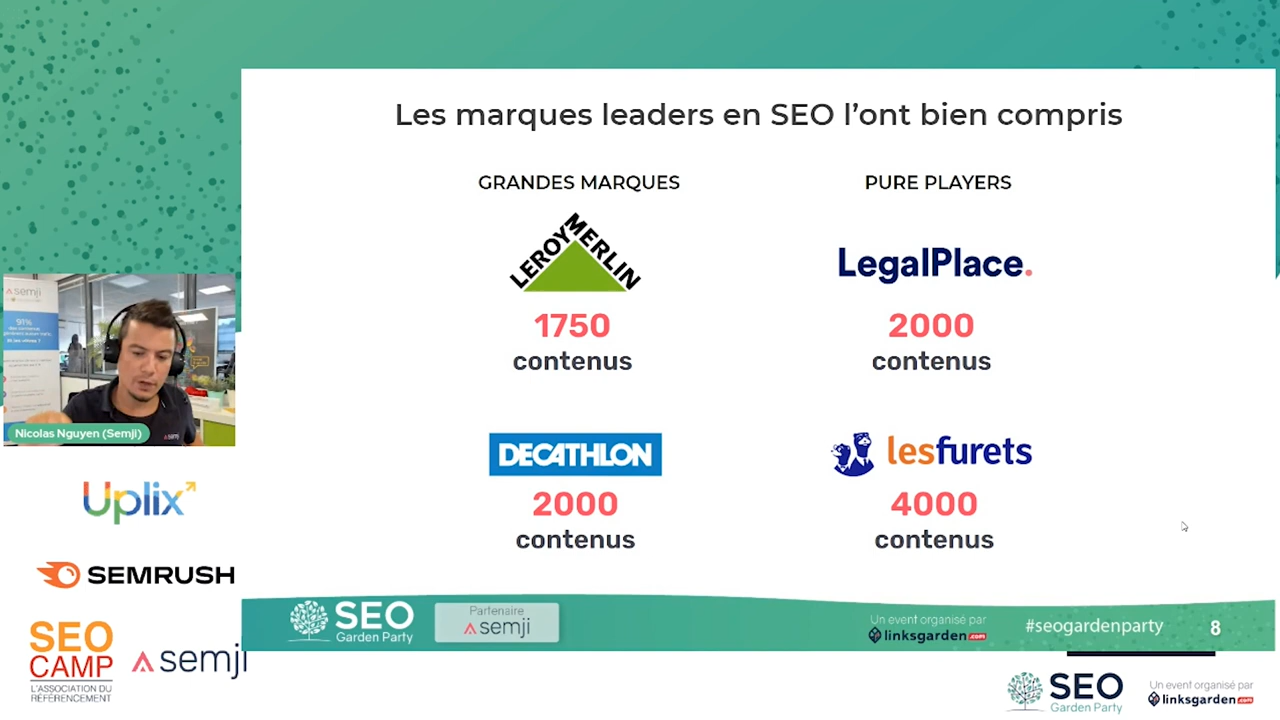 Les marques leaders en SEO l'ont bien compris
GRANDES MARQUES
PURE PLAYERS
LEROY MERLIN
LegalPlace.
1750
contenus
2000
contenus
DECATHLON
lesfurets
2000
contenus
4000
contenus
semji
91%
Nicolas Nguyen (Semji)
Uplix
SEMRUSH
SEO
CAMP
L'ASSOCIATION DU
RÉFÉRENCEMENT
semji
SEO
Garden Party
Partenaire
semji
Un event organisé par
linksgarden.com
#seogardenparty
8
SEO
Garden Party
Un event organisé par
linksgarden.com